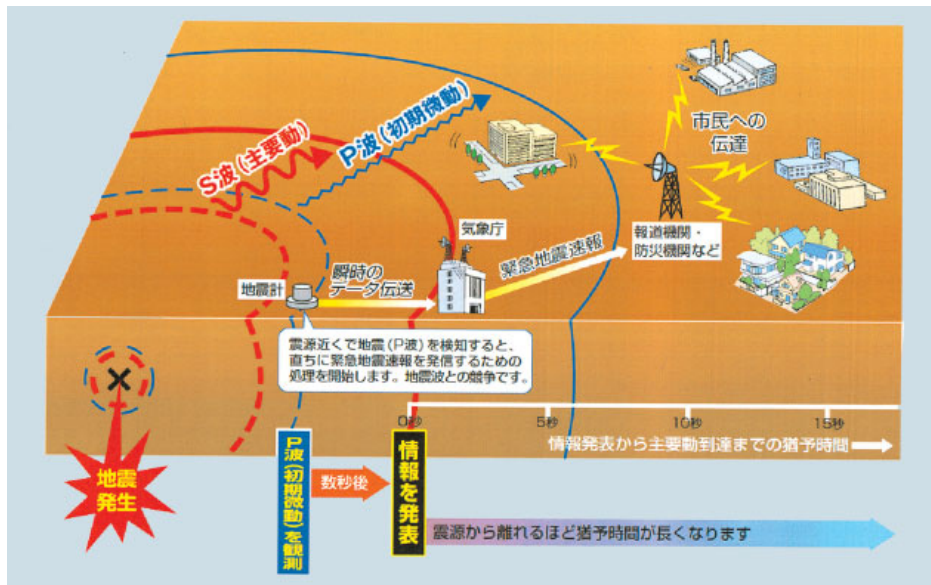 S波(主要動)
P波(初期微動)
市民への
伝達
気象庁
報道機関・
防災機関など
緊急地震速報
地震計
瞬時の
データ伝送
震源近くで地震(P波)を検知すると、
直ちに緊急地震速報を発信するための
処理を開始します。地震波との競争です。
0秒
5秒
10秒
15秒
情報発表から主要動到達までの猶予時間
地震
発生
P波(初期微動)を観測
数秒後
情報を発表
震源から離れるほど猶予時間が長くなります